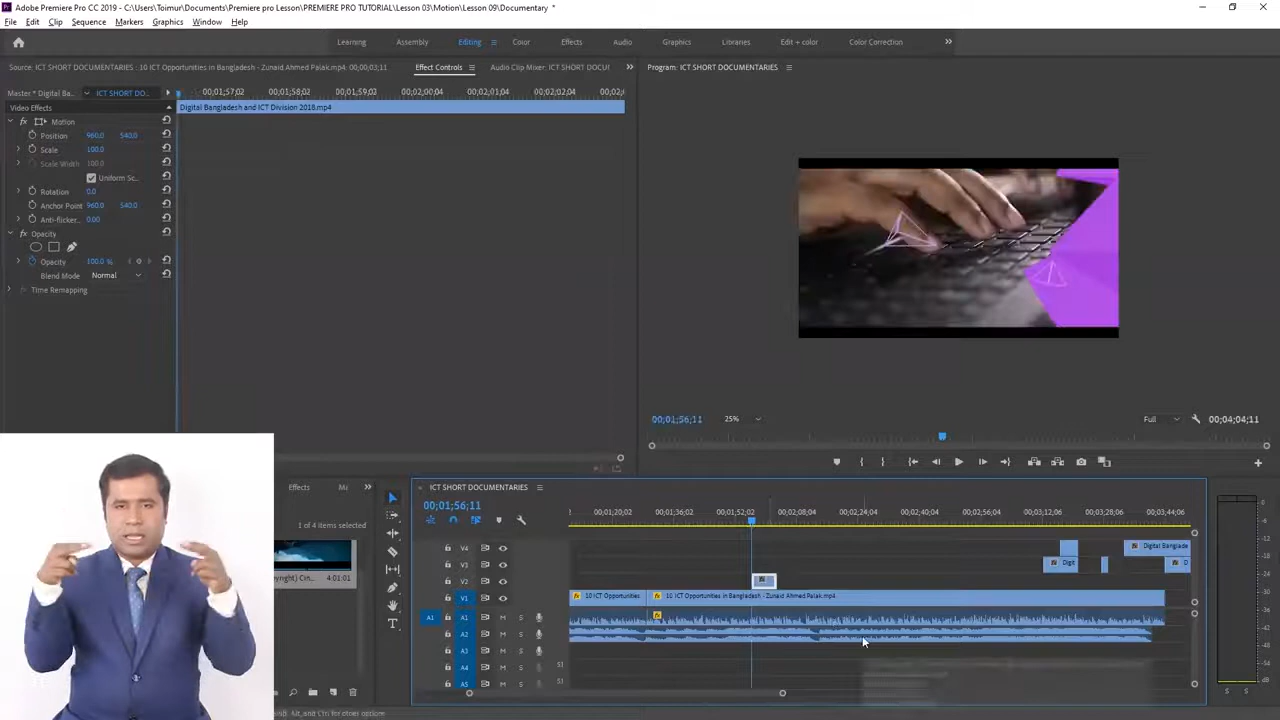 Adobe Premiere Pro CC 2019 - C:\Users\Toimur\Documents\Premiere pro Lesson\PREMIERE PRO TUTORIAL\Lesson 03\Motion\Lesson 09\Documentary *
File Edit Clip Sequence Markers Graphics Window Help
Learning Assembly Editing Color Effects Audio Graphics Libraries Edit + color Color Correction
Source: ICT SHORT DOCUMENTARIES : 10 ICT Opportunities in Bangladesh - Zunaid Ahmed Palak.mp4: 00;00;03;11 Effect Controls Audio Clip Mixer: ICT SHORT DOCU Program: ICT SHORT DOCUMENTARIES
Master * Digital Ba... ICT SHORT DO... 00;01;57;02 00;01;58;02 00;01;59;02 00;02;00;04 00;02;01;04 00;02;02;04
Video Effects Digital Bangladesh and ICT Division 2018.mp4
fx Motion
Position 960.0 540.0
Scale 100.0
Scale Width 100.0
Uniform Sc...
Rotation 0.0
Anchor Point 960.0 540.0
Anti-flicker... 0.00
fx Opacity
Opacity 100.0 %
Blend Mode Normal
Time Remapping
00;01;56;11 25% Full 00;04;04;11
Effects ICT SHORT DOCUMENTARIES
00;01;56;11
00;01;20;02 00;01;36;02 00;01;52;02 00;02;08;04 00;02;24;04 00;02;40;04 00;02;56;04 00;03;12;06 00;03;28;06 00;03;44;06
1 of 4 items selected
V4 Digital Banglade
V3 Digit D
V2
V1 10 ICT Opportunities 10 ICT Opportunities in Bangladesh - Zunaid Ahmed Palak.mp4
A1 A1 M S
A2 M S
A3 M S
A4 M S S1
A5 M S S1
4:01:01
S S